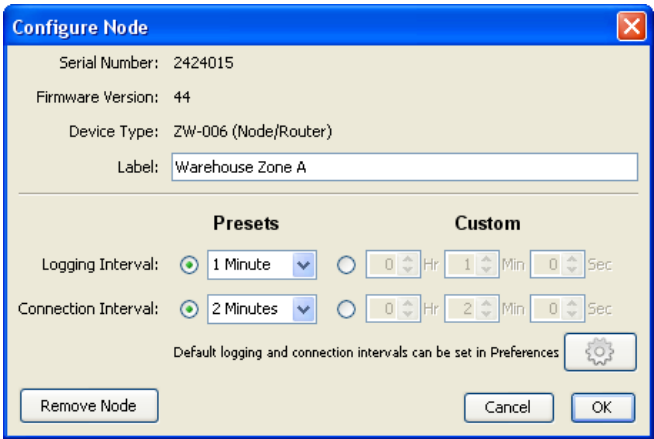 Configure Node
Serial Number: 2424015
Firmware Version: 44
Device Type: ZW-006 (Node/Router)
Label: Warehouse Zone A
Presets Custom
Logging Interval: 1 Minute 0 Hr 1 Min 0 Sec
Connection Interval: 2 Minutes 0 Hr 2 Min 0 Sec
Default logging and connection intervals can be set in Preferences
Remove Node Cancel OK